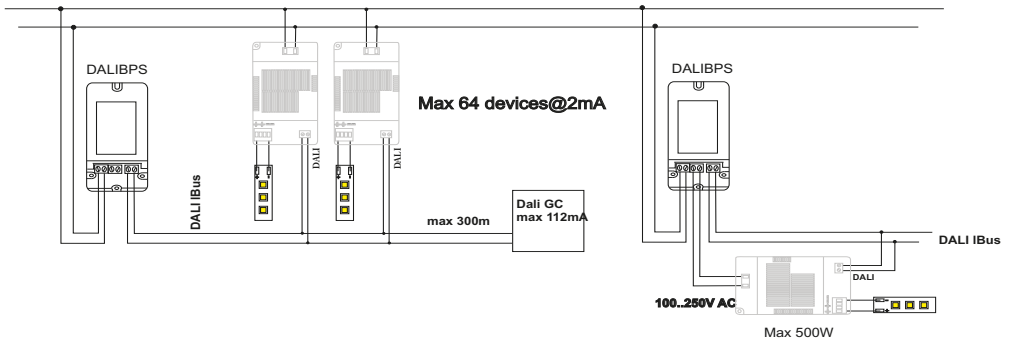 DALIBPS
DALIBPS
Max 64 devices@2mA
DALI
DALI
DALI IBus
max 300m
Dali GC
max 112mA
DALI IBus
DALI
100..250V AC
Max 500W